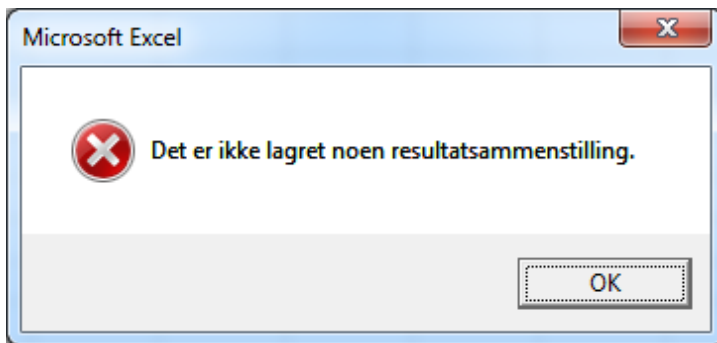 Microsoft Excel
Det er ikke lagret noen resultatsammenstilling.
OK